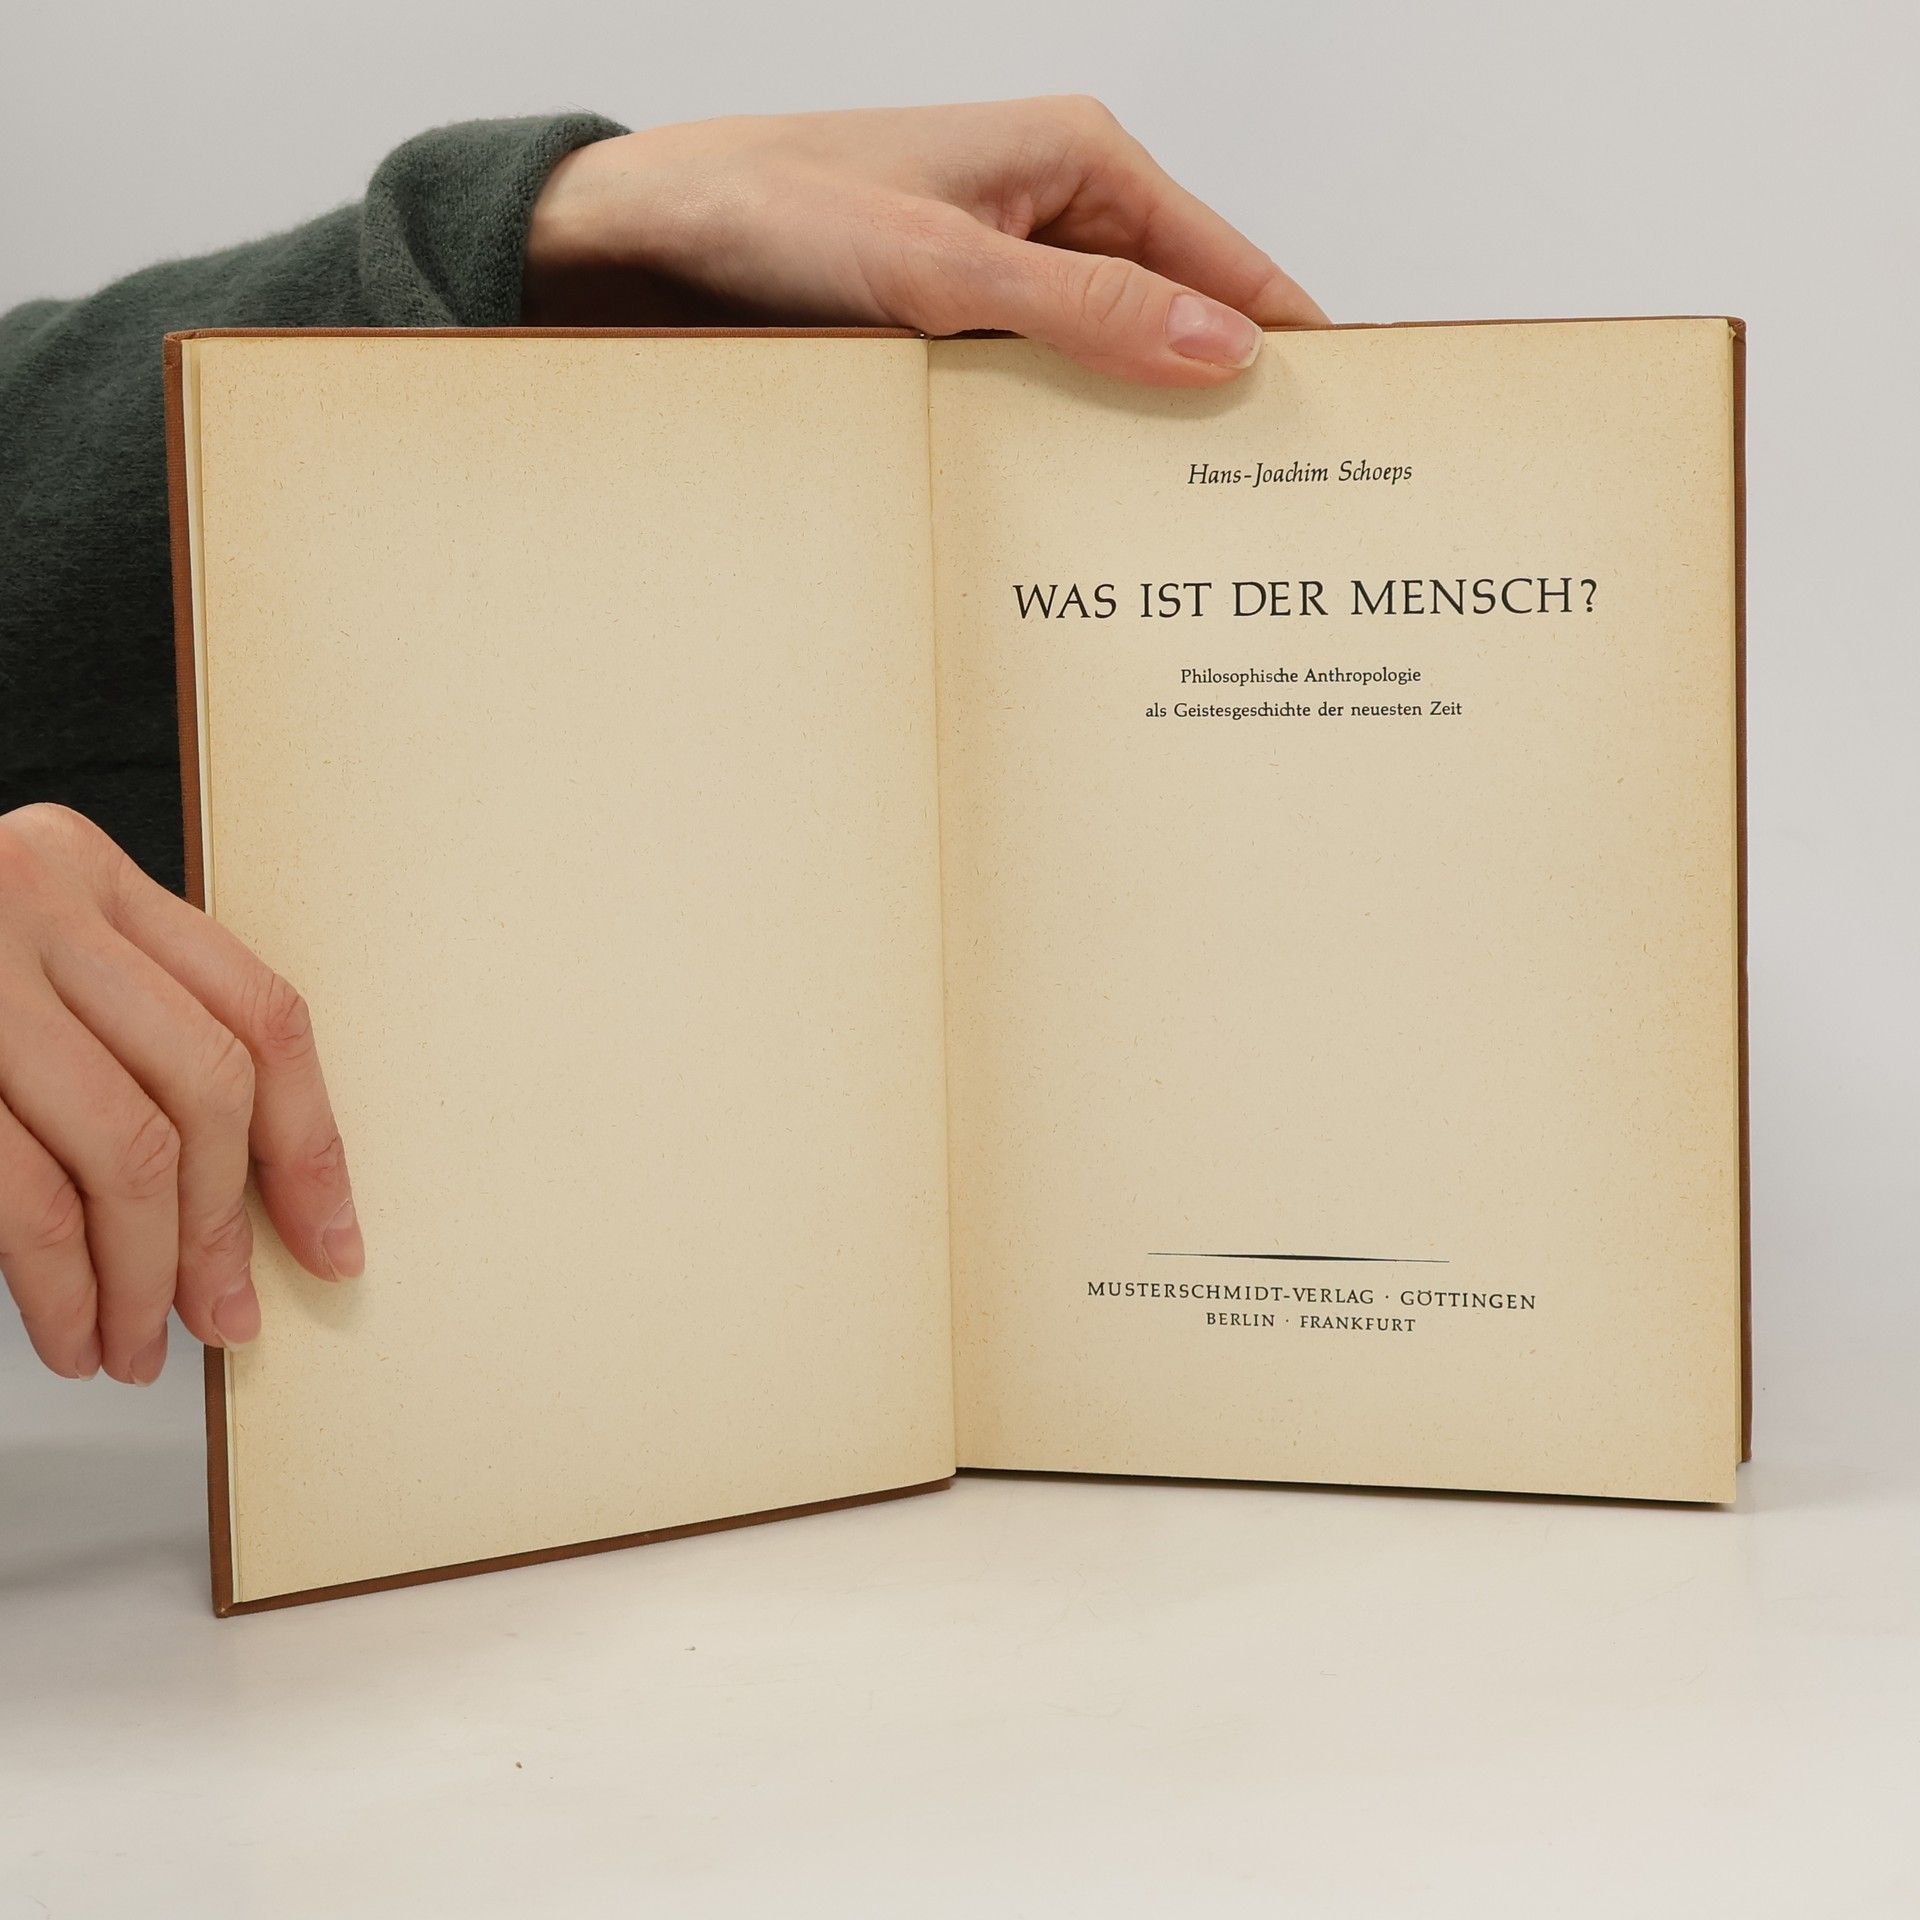 Hans-Joachim Schoeps
WAS IST DER MENSCH?
Philosophische Anthropologie
als Geistesgeschichte der neuesten Zeit
MUSTERSCHMIDT-VERLAG · GÖTTINGEN
BERLIN · FRANKFURT